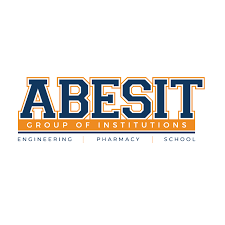 ABESIT
GROUP OF INSTITUTIONS
ENGINEERING | PHARMACY | SCHOOL